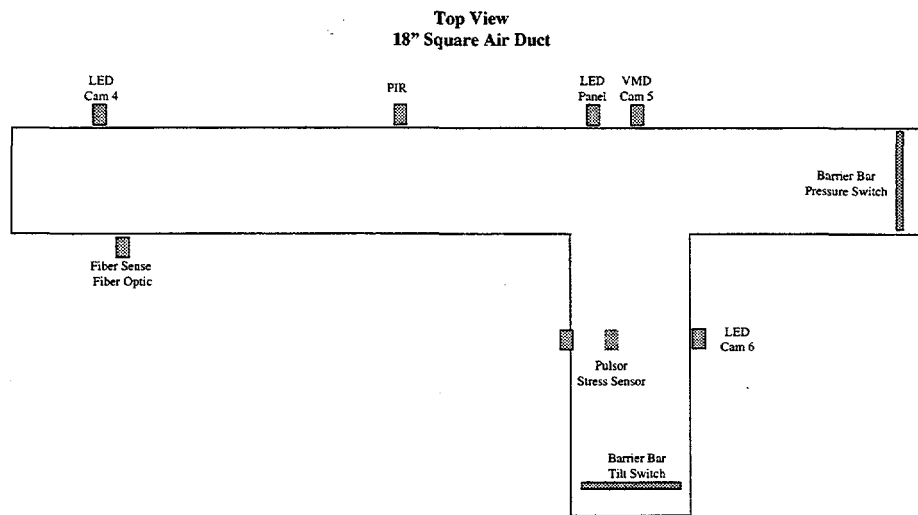 Top View
18” Square Air Duct
LED
Cam 4
PIR
LED
Panel
VMD
Cam 5
Barrier Bar
Pressure Switch
Fiber Sense
Fiber Optic
LED
Cam 6
Pulsor
Stress Sensor
Barrier Bar
Tilt Switch